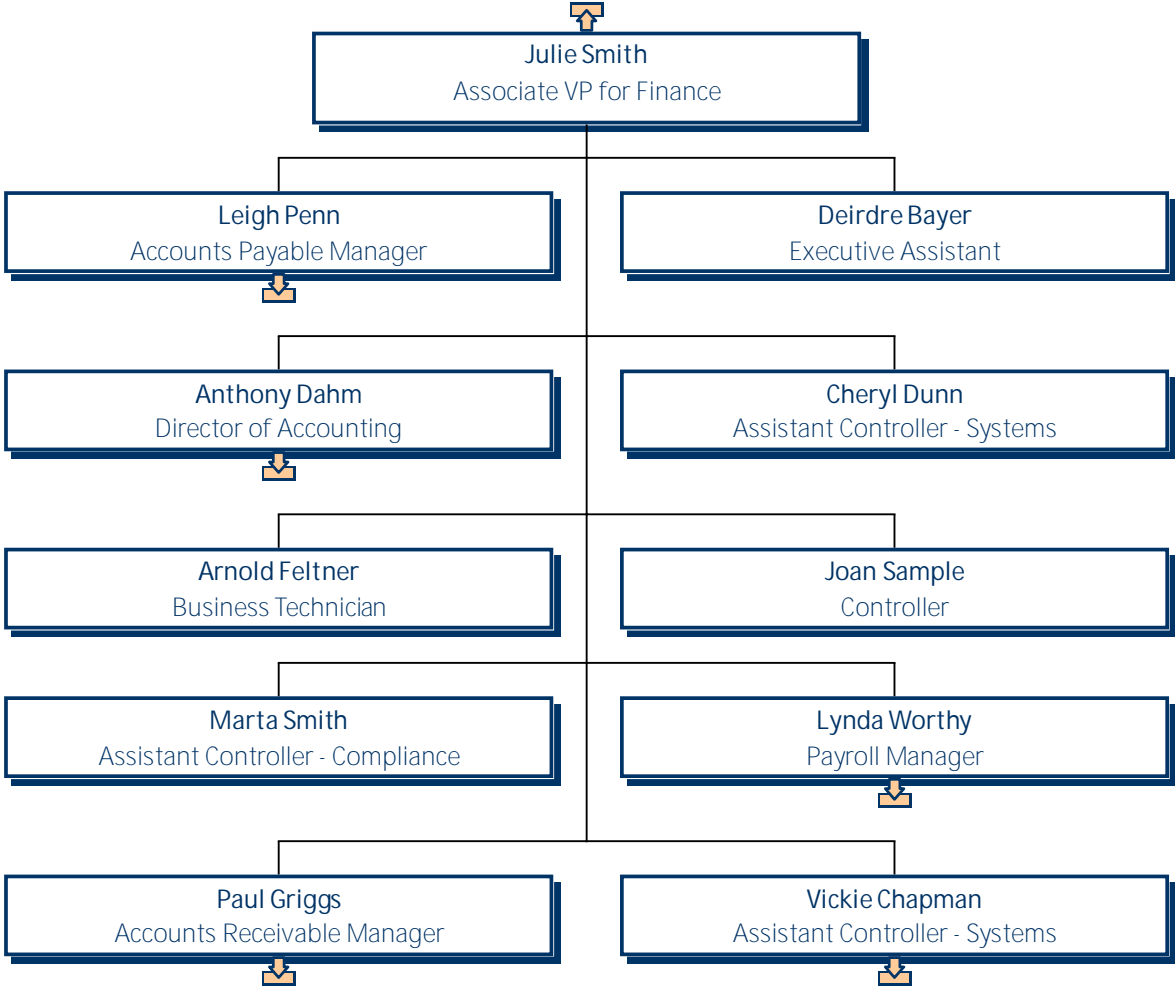 Julie Smith
Associate VP for Finance
Leigh Penn
Accounts Payable Manager
Deirdre Bayer
Executive Assistant
Anthony Dahm
Director of Accounting
Cheryl Dunn
Assistant Controller - Systems
Arnold Feltner
Business Technician
Joan Sample
Controller
Marta Smith
Assistant Controller - Compliance
Lynda Worthy
Payroll Manager
Paul Griggs
Accounts Receivable Manager
Vickie Chapman
Assistant Controller - Systems